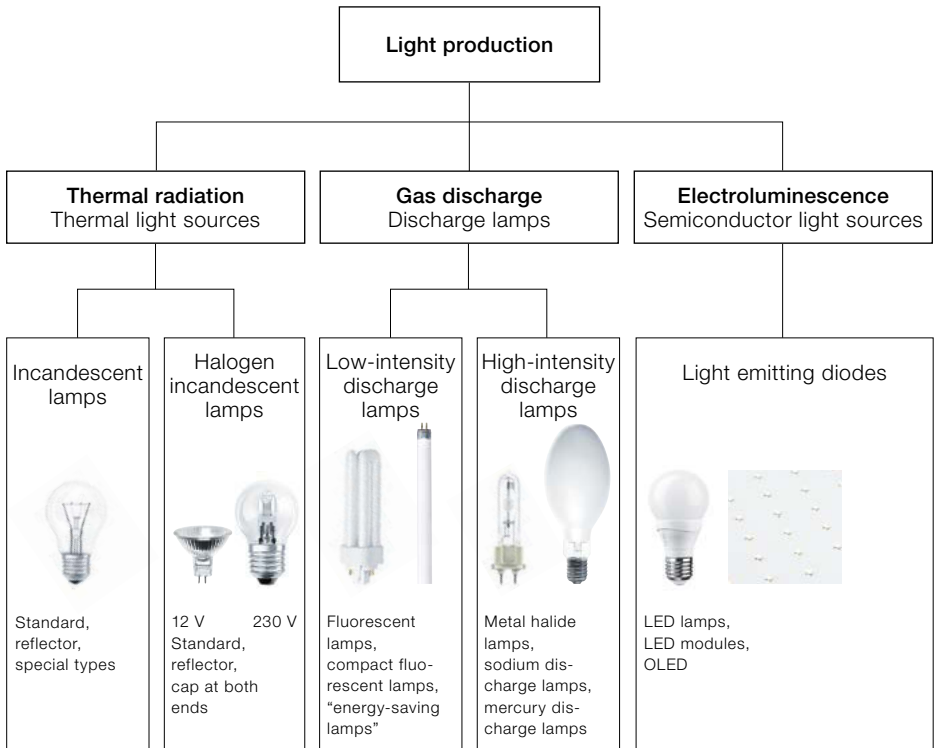 Light production
Thermal radiation
Thermal light sources
Gas discharge
Discharge lamps
Electroluminescence
Semiconductor light sources
Incandescent
lamps
Halogen
incandescent
lamps
Low-intensity
discharge
lamps
High-intensity
discharge
lamps
Light emitting diodes
Standard,
reflector,
special types
12 V 230 V
Standard,
reflector,
cap at both
ends
Fluorescent
lamps,
compact fluo-
rescent lamps,
“energy-saving
lamps”
Metal halide
lamps,
sodium dis-
charge lamps,
mercury dis-
charge lamps
LED lamps,
LED modules,
OLED